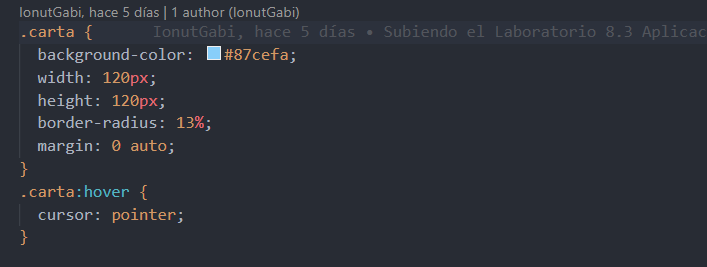 IonutGabi, hace 5 días | 1 author (IonutGabi)
.carta { IonutGabi, hace 5 días • Subiendo el Laboratorio 8.3 Aplicac
background-color: #87cefa;
width: 120px;
height: 120px;
border-radius: 13%;
margin: 0 auto;
}
.carta:hover {
cursor: pointer;
}